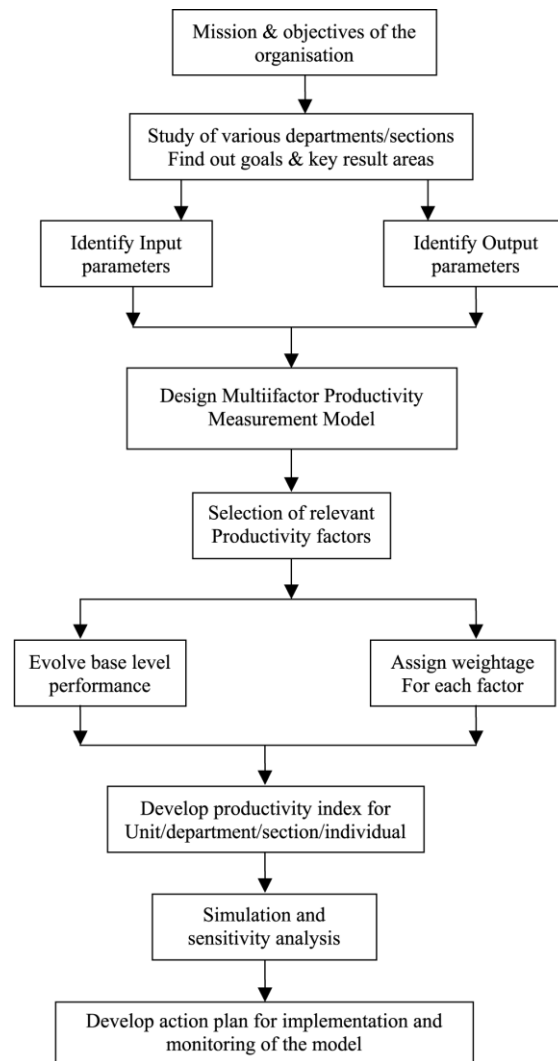 Mission & objectives of the
organisation
Study of various departments/sections
Find out goals & key result areas
Identify Input
parameters
Identify Output
parameters
Design Multiifactor Productivity
Measurement Model
Selection of relevant
Productivity factors
Evolve base level
performance
Assign weightage
For each factor
Develop productivity index for
Unit/department/section/individual
Simulation and
sensitivity analysis
Develop action plan for implementation and
monitoring of the model